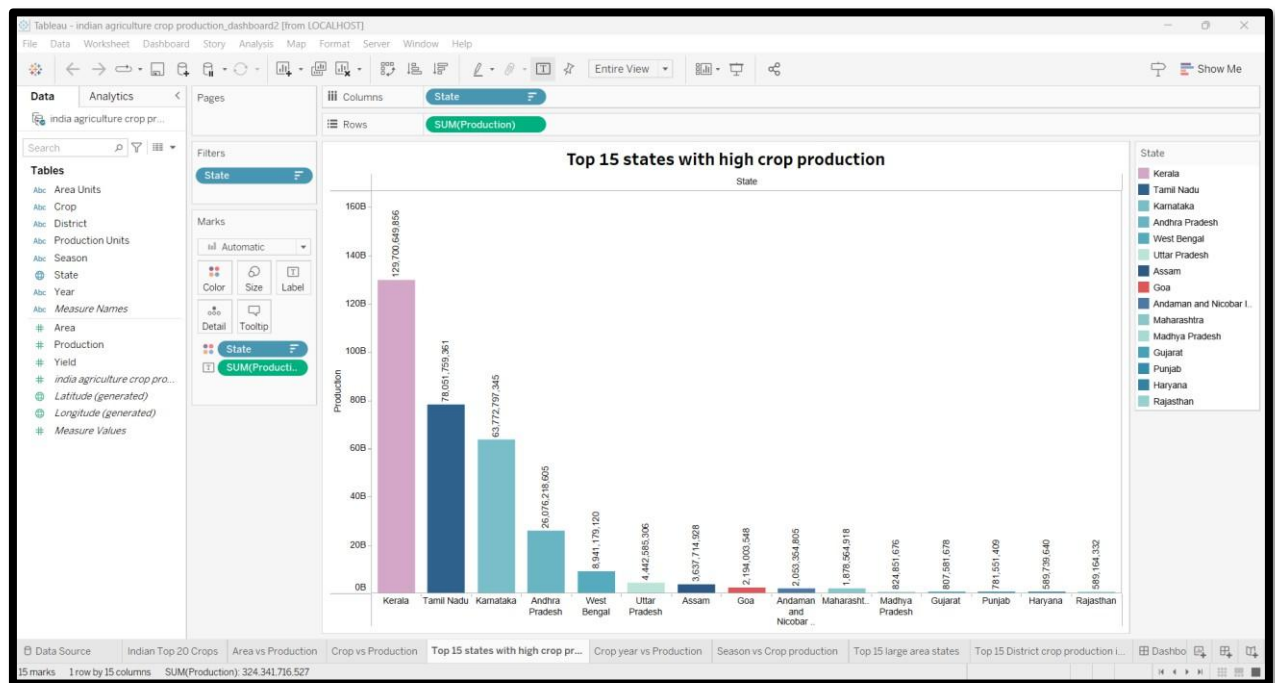 Tableau - indian agriculture crop production_dashboard2 [from LOCALHOST]
File Data Worksheet Dashboard Story Analysis Map Format Server Window Help
Entire View
Show Me
Data
Analytics
india agriculture crop pr...
Search
Tables
Abc Area Units
Abc Crop
Abc District
Abc Production Units
Abc Season
State
Abc Year
Abc Measure Names
# Area
# Production
# Yield
# india agriculture crop pro...
Latitude (generated)
Longitude (generated)
# Measure Values
Pages
Filters
State
Marks
Automatic
Color
Size
Label
Detail
Tooltip
State
SUM(Producti..
Columns
State
Rows
SUM(Production)
Top 15 states with high crop production
State
Production
160B
140B
120B
100B
80B
60B
40B
20B
0B
129,700,649,856
78,051,759,361
63,772,797,345
26,076,218,605
8,941,179,120
4,442,585,306
3,637,714,928
2,194,003,548
2,053,354,805
1,878,564,918
824,851,676
807,581,678
781,551,409
589,739,640
589,164,332
Kerala
Tamil Nadu
Karnataka
Andhra
Pradesh
West
Bengal
Uttar
Pradesh
Assam
Goa
Andaman
and
Nicobar ..
Maharasht..
Madhya
Pradesh
Gujarat
Punjab
Haryana
Rajasthan
State
Kerala
Tamil Nadu
Karnataka
Andhra Pradesh
West Bengal
Uttar Pradesh
Assam
Goa
Andaman and Nicobar I..
Maharashtra
Madhya Pradesh
Gujarat
Punjab
Haryana
Rajasthan
Data Source
Indian Top 20 Crops
Area vs Production
Crop vs Production
Top 15 states with high crop pr...
Crop year vs Production
Season vs Crop production
Top 15 large area states
Top 15 District crop production i...
Dashbo
15 marks 1 row by 15 columns SUM(Production): 324,341,716,527